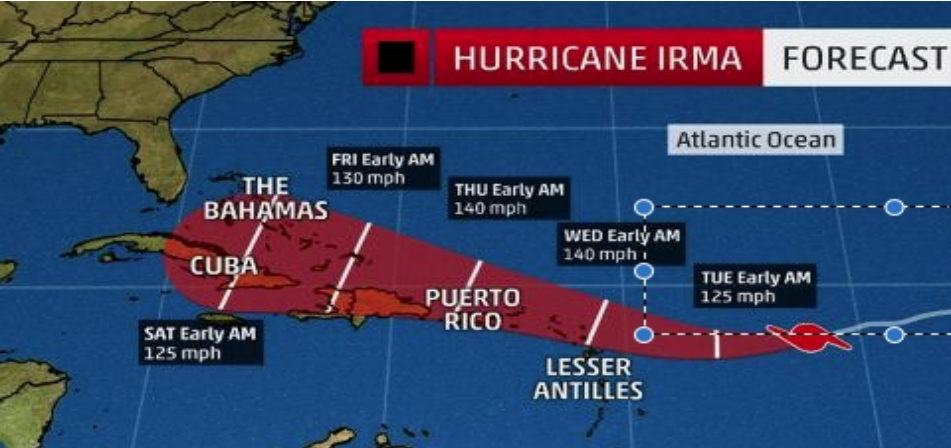 HURRICANE IRMA FORECAST
Atlantic Ocean
FRI Early AM
130 mph
THU Early AM
140 mph
THE
BAHAMAS
WED Early AM
140 mph
TUE Early AM
125 mph
CUBA
PUERTO
RICO
SAT Early AM
125 mph
LESSER
ANTILLES